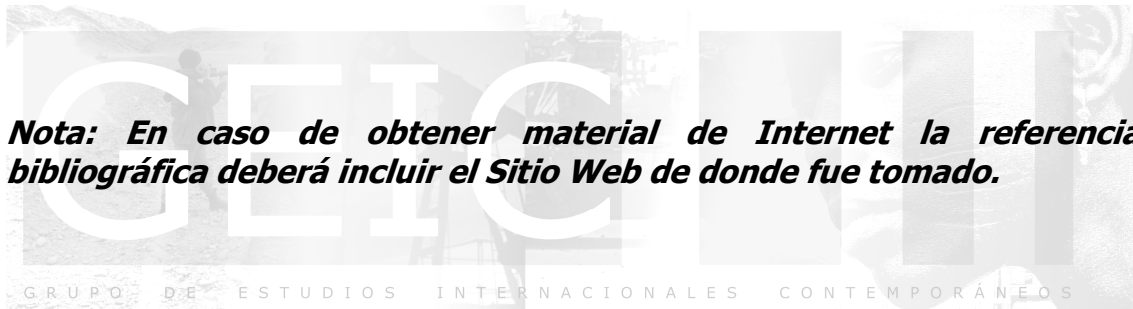 GEIC
Nota: En caso de obtener material de Internet la referencia
bibliográfica deberá incluir el Sitio Web de donde fue tomado.
GRUPO DE ESTUDIOS INTERNACIONALES CONTEMPORÁNEOS